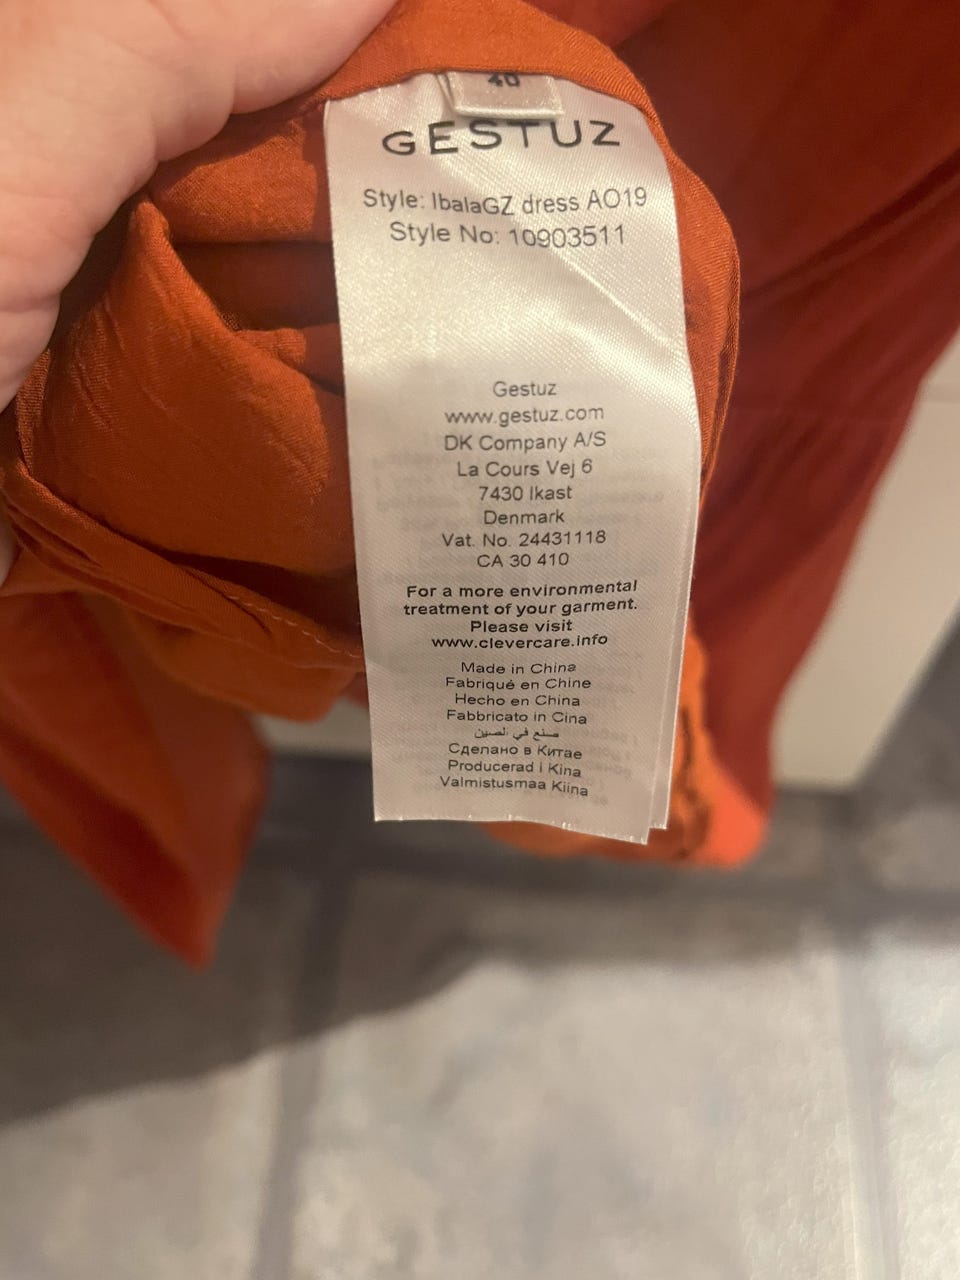 40
GESTUZ
Style: IbalaGZ dress AO19
Style No: 10903511
Gestuz
www.gestuz.com
DK Company A/S
La Cours Vej 6
7430 Ikast
Denmark
Vat. No. 24431118
CA 30 410
For a more environmental
treatment of your garment.
Please visit
www.clevercare.info
Made in China
Fabriqué en Chine
Hecho en China
Fabbricato in Cina
صنع في الصين
Сделано в Китае
Producerad i Kina
Valmistusmaa Kiina